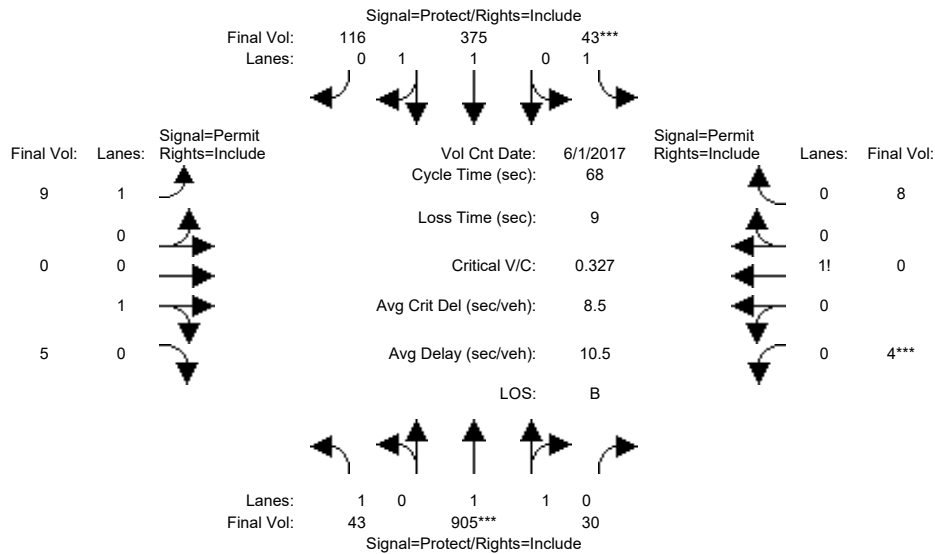 Signal=Protect/Rights=Include
Final Vol: 116 375 43***
Lanes: 0 1 1 0 1
Signal=Permit
Final Vol: Lanes: Rights=Include
Vol Cnt Date: 6/1/2017
Signal=Permit
Rights=Include Lanes: Final Vol:
Cycle Time (sec): 68
9 1
0 8
Loss Time (sec): 9
0
0
0 0
Critical V/C: 0.327
1! 0
1
Avg Crit Del (sec/veh): 8.5
0
5 0
Avg Delay (sec/veh): 10.5
0 4***
LOS: B
Lanes: 1 0 1 1 0
Final Vol: 43 905*** 30
Signal=Protect/Rights=Include